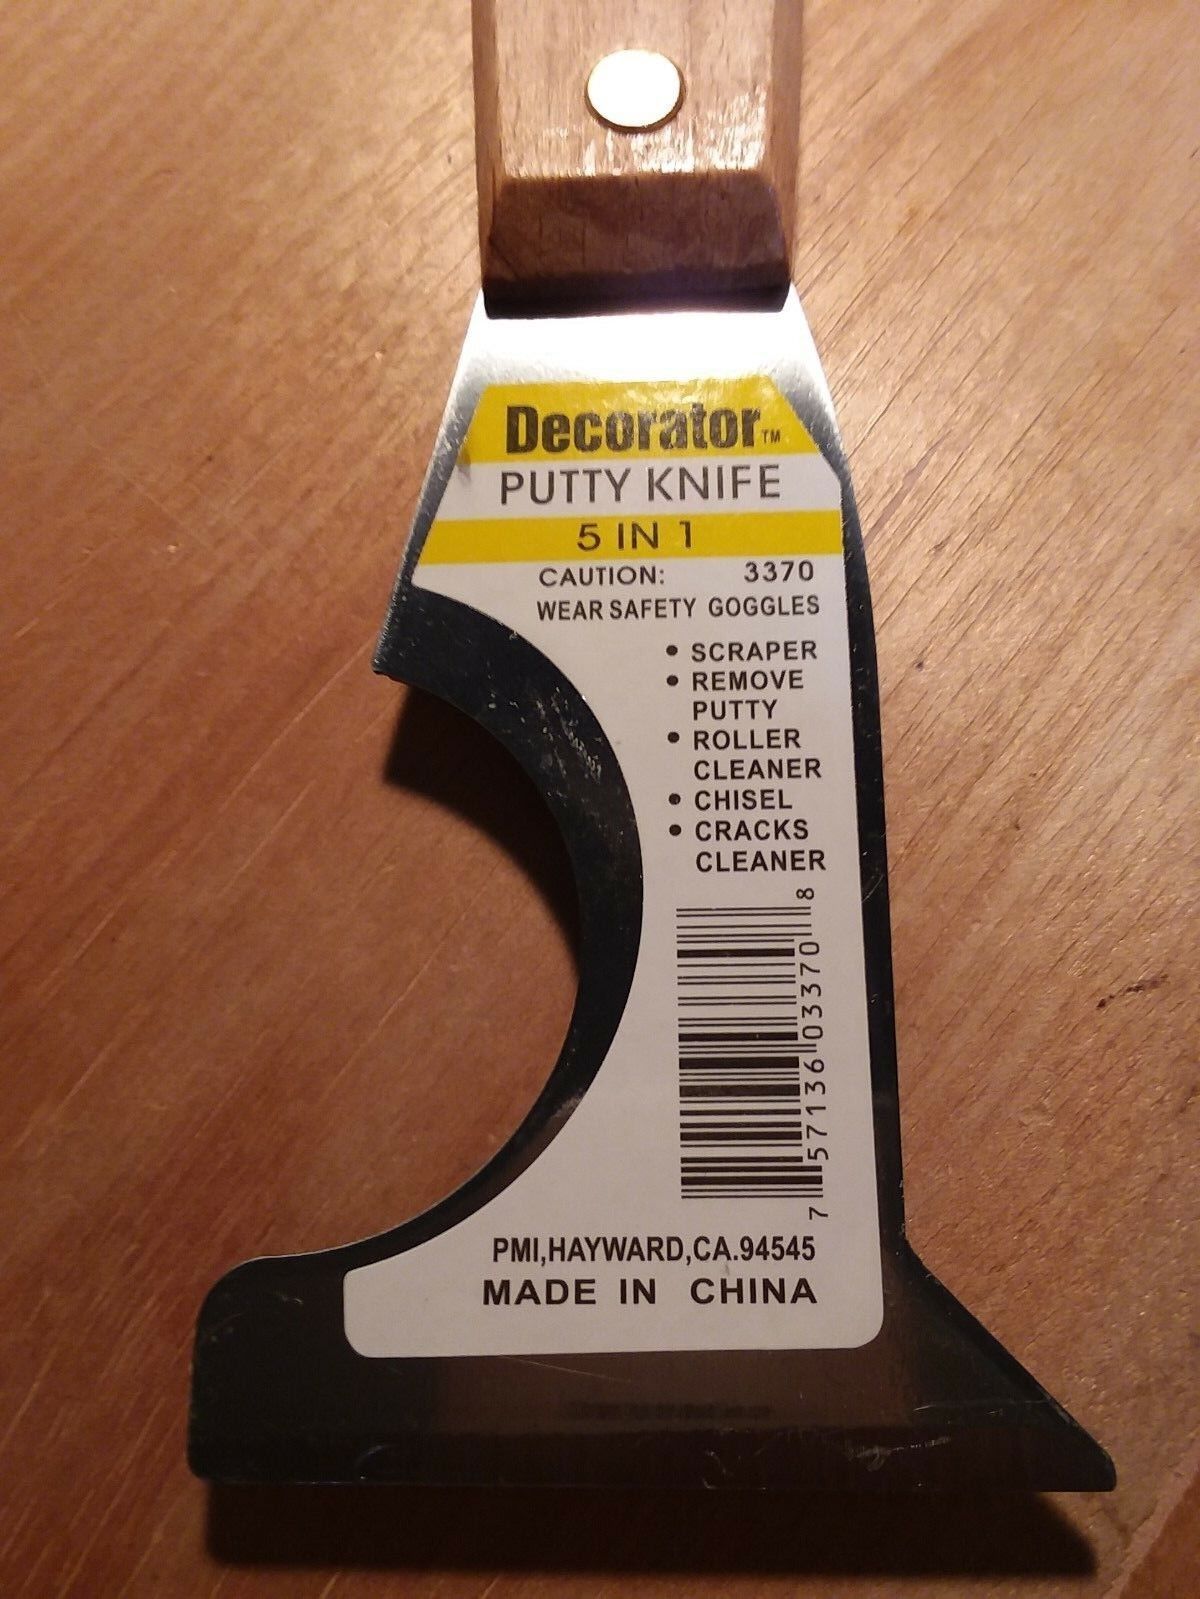 Decorator™
PUTTY KNIFE
5 IN 1
CAUTION: 3370
WEAR SAFETY GOGGLES
• SCRAPER
• REMOVE
PUTTY
• ROLLER
CLEANER
• CHISEL
• CRACKS
CLEANER
7 57136 03370 8
PMI,HAYWARD,CA.94545
MADE IN CHINA